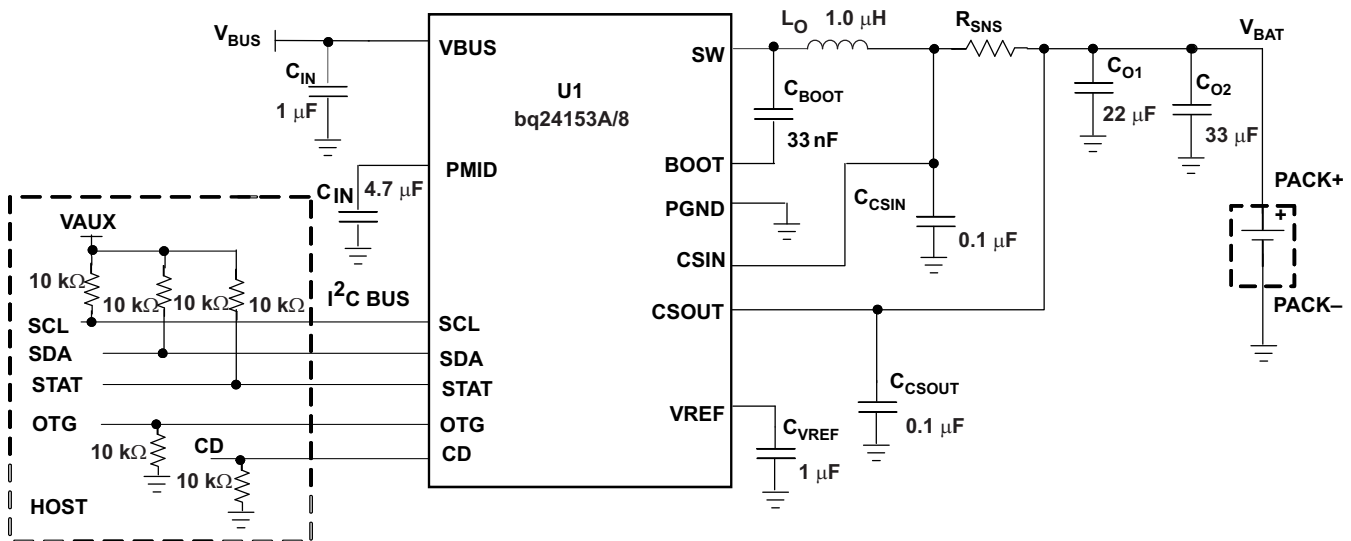 V_BUS
C_IN
1 μF
VBUS
U1
bq24153A/8
SW
L_O 1.0 μH
R_SNS
V_BAT
C_BOOT
33 nF
C_O1
22 μF
C_O2
33 μF
BOOT
PMID
C_IN 4.7 μF
PGND
C_CSIN
0.1 μF
CSIN
PACK+
+
PACK–
VAUX
10 kΩ
10 kΩ
10 kΩ
10 kΩ
I²C BUS
CSOUT
SCL
SCL
SDA
SDA
STAT
STAT
C_CSOUT
0.1 μF
OTG
OTG
VREF
C_VREF
1 μF
10 kΩ
CD
CD
10 kΩ
HOST